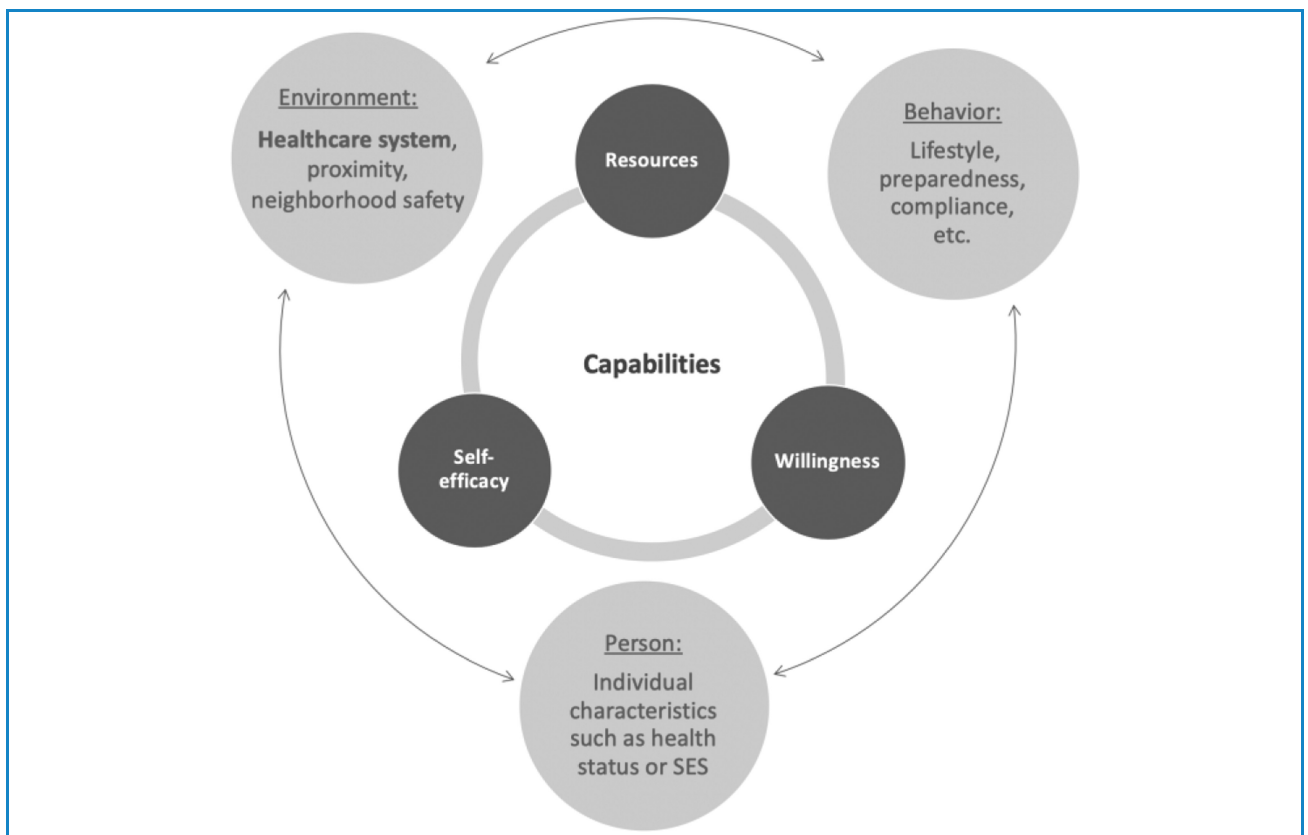 Environment:
Healthcare system,
proximity,
neighborhood safety
Resources
Behavior:
Lifestyle,
preparedness,
compliance,
etc.
Capabilities
Self-
efficacy
Willingness
Person:
Individual
characteristics
such as health
status or SES